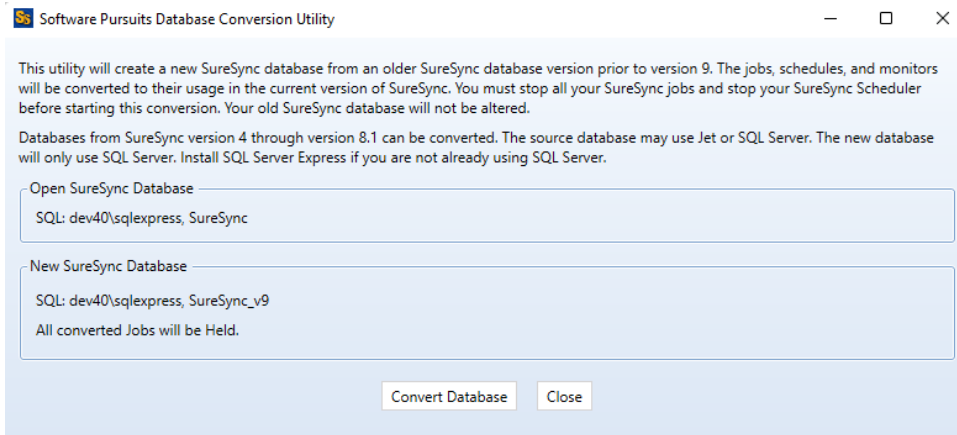 SS Software Pursuits Database Conversion Utility
This utility will create a new SureSync database from an older SureSync database version prior to version 9. The jobs, schedules, and monitors
will be converted to their usage in the current version of SureSync. You must stop all your SureSync jobs and stop your SureSync Scheduler
before starting this conversion. Your old SureSync database will not be altered.
Databases from SureSync version 4 through version 8.1 can be converted. The source database may use Jet or SQL Server. The new database
will only use SQL Server. Install SQL Server Express if you are not already using SQL Server.
Open SureSync Database
SQL: dev40\sqlexpress, SureSync
New SureSync Database
SQL: dev40\sqlexpress, SureSync_v9
All converted Jobs will be Held.
Convert Database Close